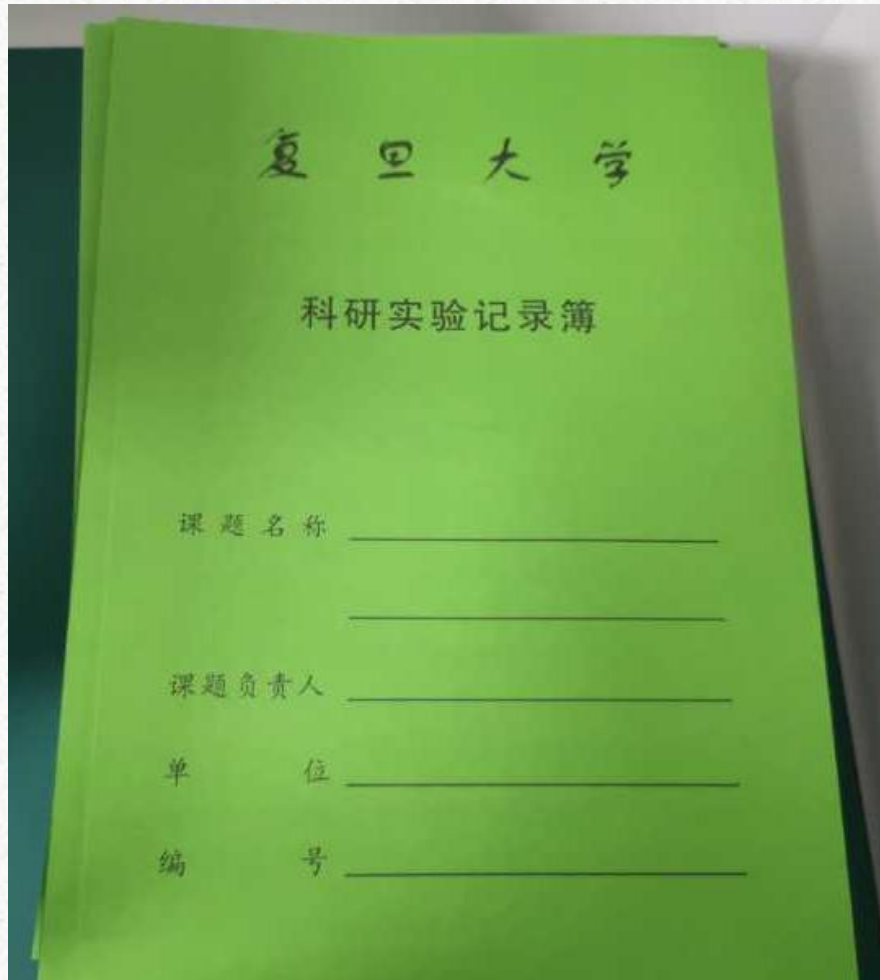 复旦大学
科研实验记录簿
课题名称
课题负责人
单位
编号